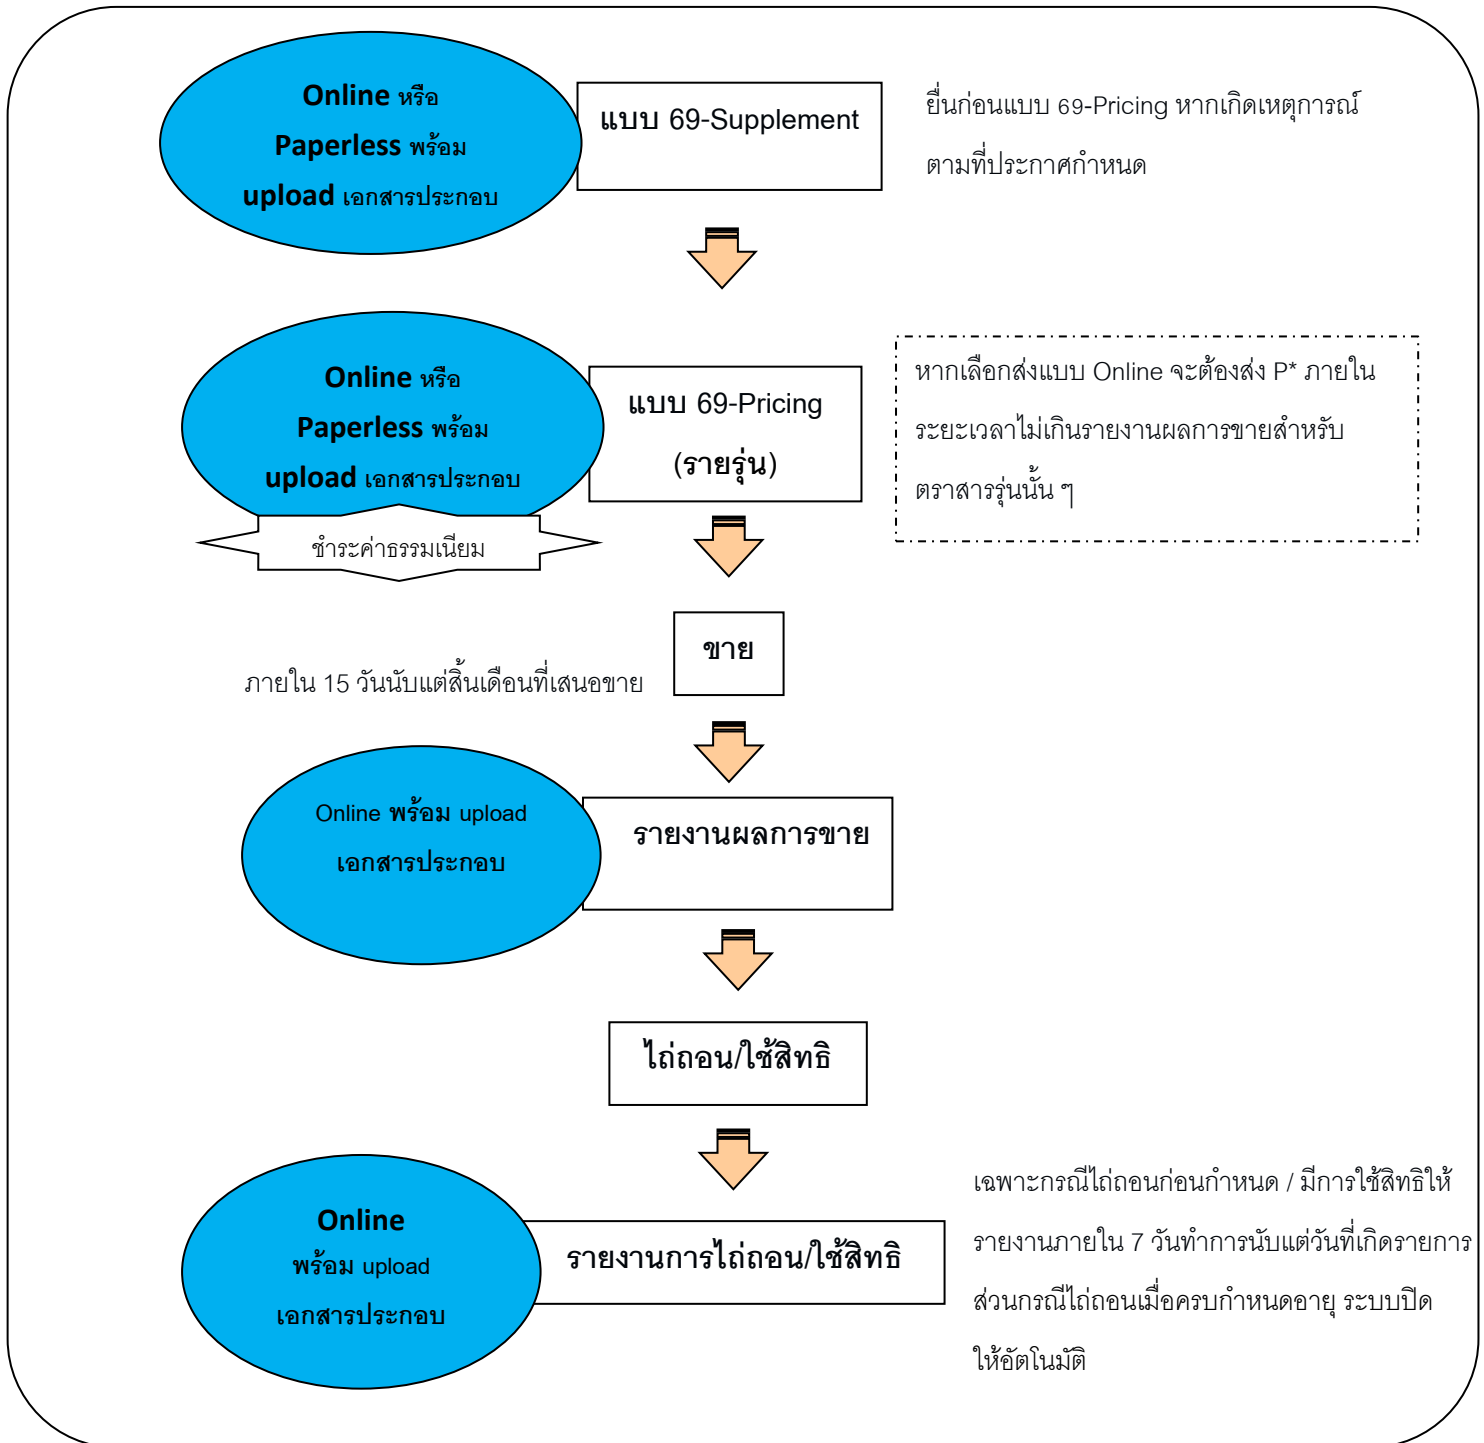 Online หรือ
Paperless พร้อม
upload เอกสารประกอบ
แบบ 69-Supplement
ยื่นก่อนแบบ 69-Pricing หากเกิดเหตุการณ์
ตามที่ประกาศกำหนด
Online หรือ
Paperless พร้อม
upload เอกสารประกอบ
ชำระค่าธรรมเนียม
แบบ 69-Pricing
(รายรุ่น)
หากเลือกส่งแบบ Online จะต้องส่ง P* ภายใน
ระยะเวลาไม่เกินรายงานผลการขายสำหรับ
ตราสารรุ่นนั้น ๆ
ขาย
ภายใน 15 วันนับแต่สิ้นเดือนที่เสนอขาย
Online พร้อม upload
เอกสารประกอบ
รายงานผลการขาย
ไถ่ถอน/ใช้สิทธิ
Online
พร้อม upload
เอกสารประกอบ
รายงานการไถ่ถอน/ใช้สิทธิ
เฉพาะกรณีไถ่ถอนก่อนกำหนด / มีการใช้สิทธิให้
รายงานภายใน 7 วันทำการนับแต่วันที่เกิดรายการ
ส่วนกรณีไถ่ถอนเมื่อครบกำหนดอายุ ระบบปิด
ให้อัตโนมัติ